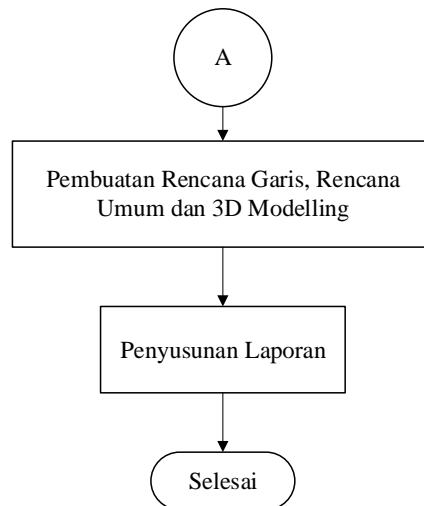 A
Pembuatan Rencana Garis, Rencana
Umum dan 3D Modelling
Penyusunan Laporan
Selesai